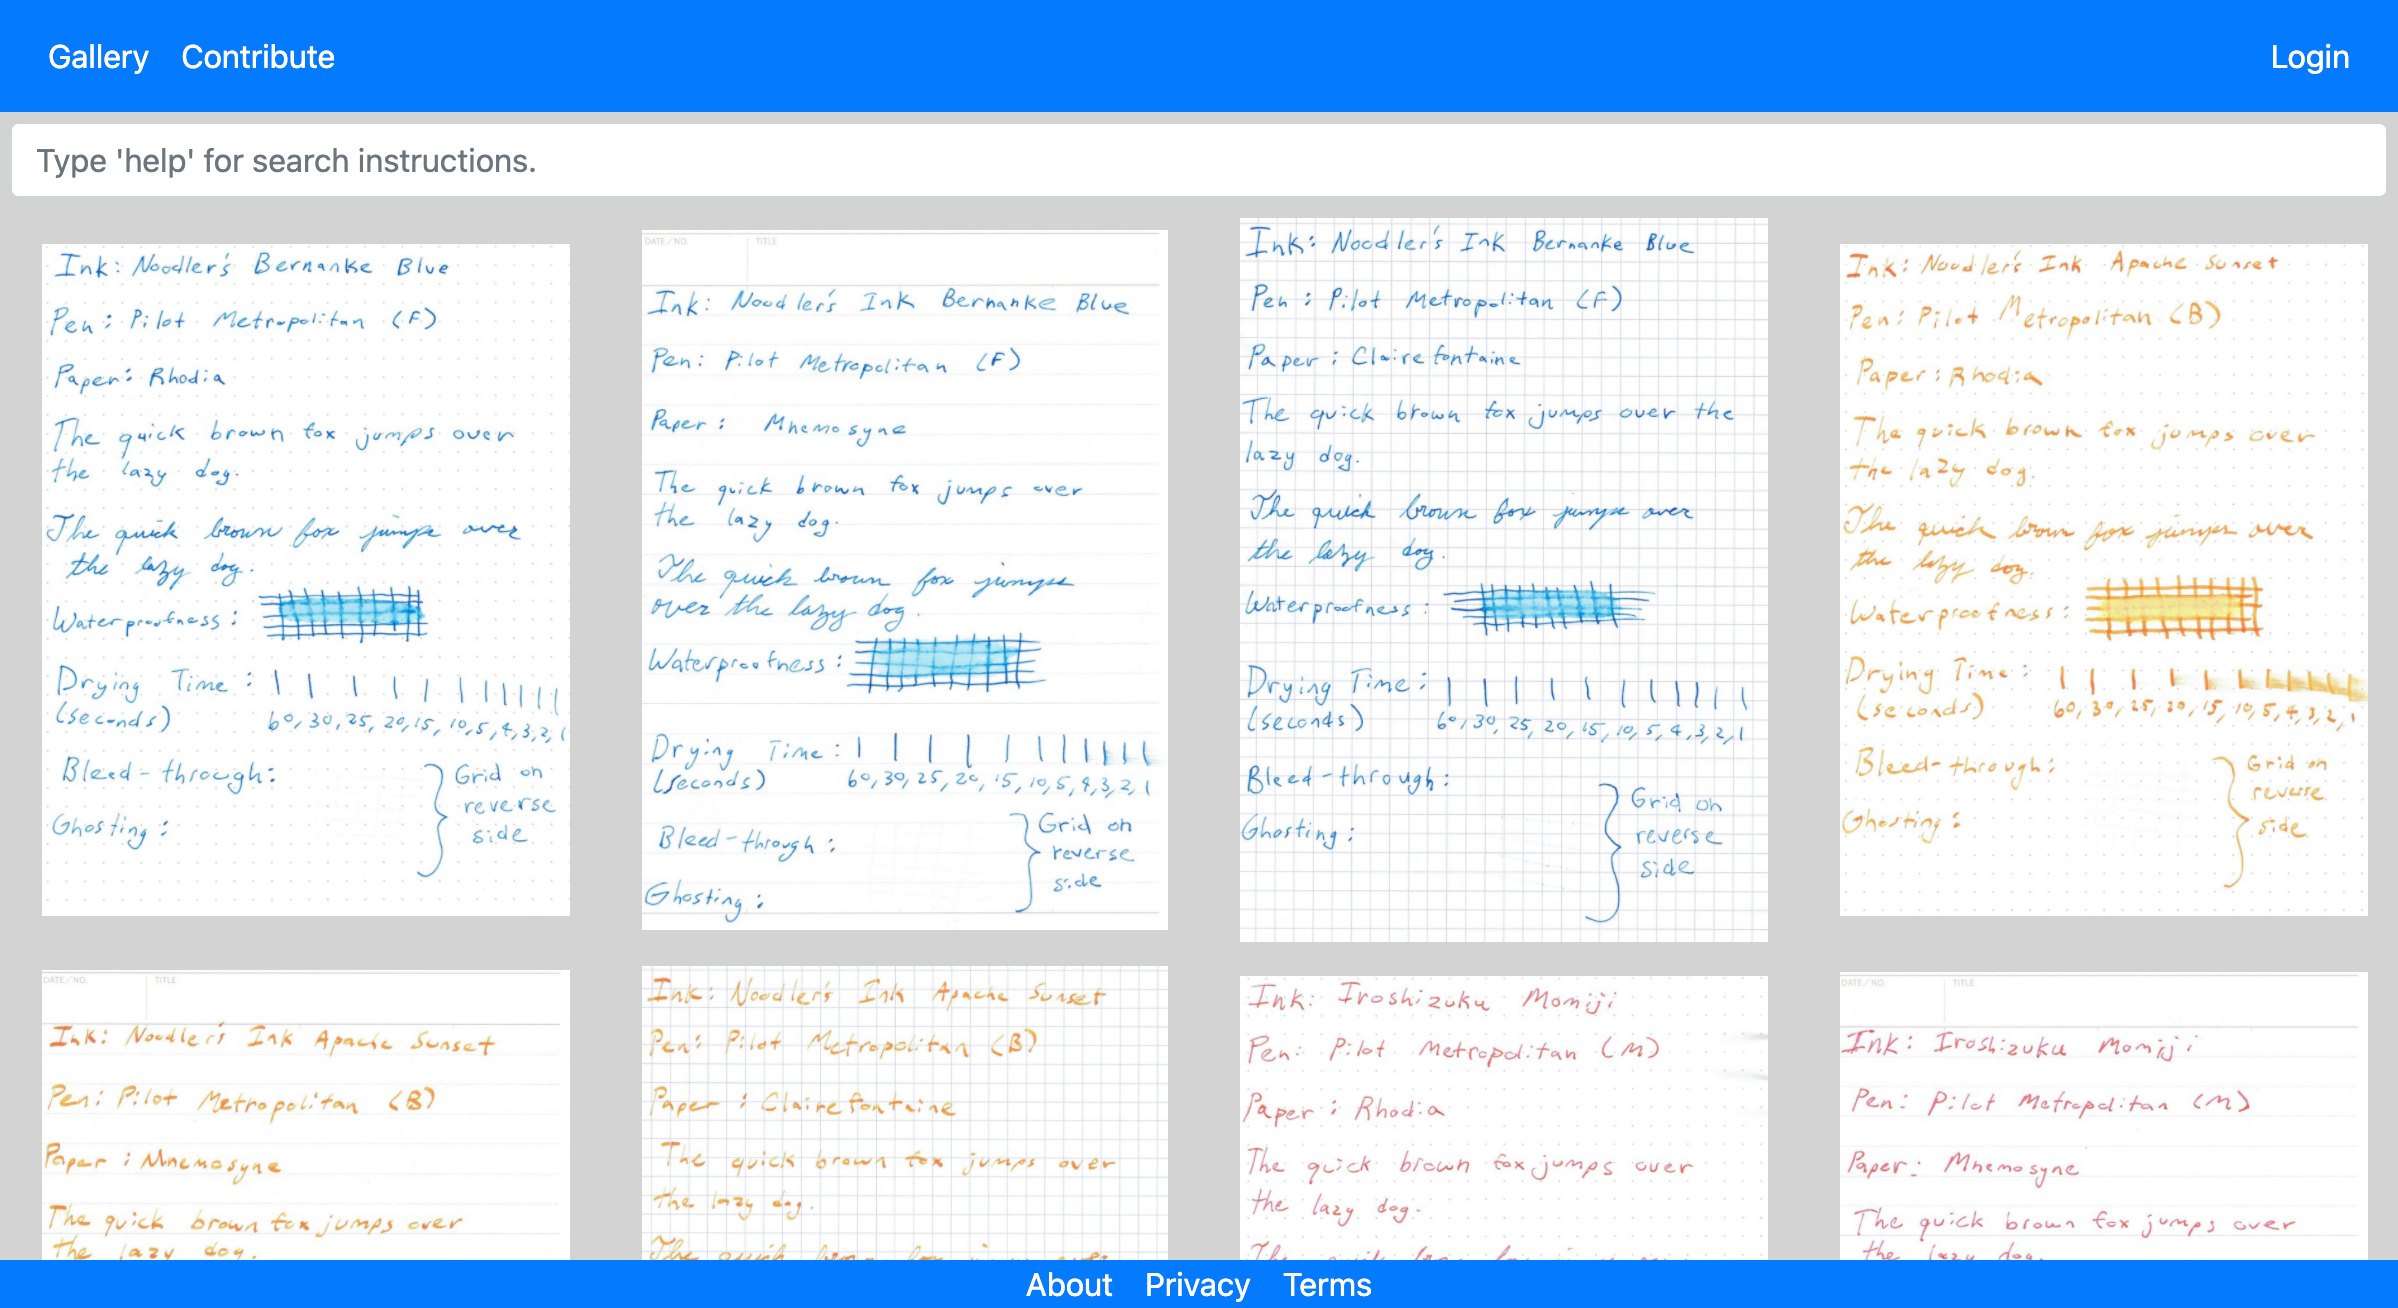 Gallery Contribute Login
Type 'help' for search instructions.
Ink: Noodler's Bernanke Blue
Pen: Pilot Metropolitan (F)
Paper: Rhodia
The quick brown fox jumps over
the lazy dog.
The quick brown fox jumps over
the lazy dog.
Waterproofness:
Drying Time:
(seconds) 60, 30, 25, 20, 15, 10, 5, 4, 3, 2, 1
Bleed-through:
Ghosting:
} Grid on
reverse
side
DATE/NO. TITLE
Ink: Noodler's Ink Bernanke Blue
Pen: Pilot Metropolitan (F)
Paper: Mnemosyne
The quick brown fox jumps over
the lazy dog.
The quick brown fox jumps
over the lazy dog.
Waterproofness:
Drying Time:
(seconds) 60, 30, 25, 20, 15, 10, 5, 4, 3, 2, 1
Bleed-through:
Ghosting:
} Grid on
reverse
side
Ink: Noodler's Ink Bernanke Blue
Pen: Pilot Metropolitan (F)
Paper: Clairefontaine
The quick brown fox jumps over the
lazy dog.
The quick brown fox jumps over
the lazy dog.
Waterproofness:
Drying Time:
(seconds) 60, 30, 25, 20, 15, 10, 5, 4, 3, 2, 1
Bleed-through:
Ghosting:
} Grid on
reverse
side
Ink: Noodler's Ink Apache Sunset
Pen: Pilot Metropolitan (B)
Paper: Rhodia
The quick brown fox jumps over
the lazy dog.
The quick brown fox jumps over
the lazy dog.
Waterproofness:
Drying Time:
(seconds) 60, 30, 25, 20, 15, 10, 5, 4, 3, 2, 1
Bleed-through:
Ghosting:
} Grid on
reverse
side
DATE/NO. TITLE
Ink: Noodler's Ink Apache Sunset
Pen: Pilot Metropolitan (B)
Paper: Mnemosyne
The quick brown fox jumps over
the lazy dog.
Ink: Noodler's Ink Apache Sunset
Pen: Pilot Metropolitan (B)
Paper: Clairefontaine
The quick brown fox jumps over
the lazy dog.
The quick
Ink: Iroshizuku Momiji
Pen: Pilot Metropolitan (M)
Paper: Rhodia
The quick brown fox jumps over
the lazy dog.
DATE/NO. TITLE
Ink: Iroshizuku Momiji
Pen: Pilot Metropolitan (M)
Paper: Mnemosyne
The quick brown fox jumps over
the lazy dog.
About Privacy Terms